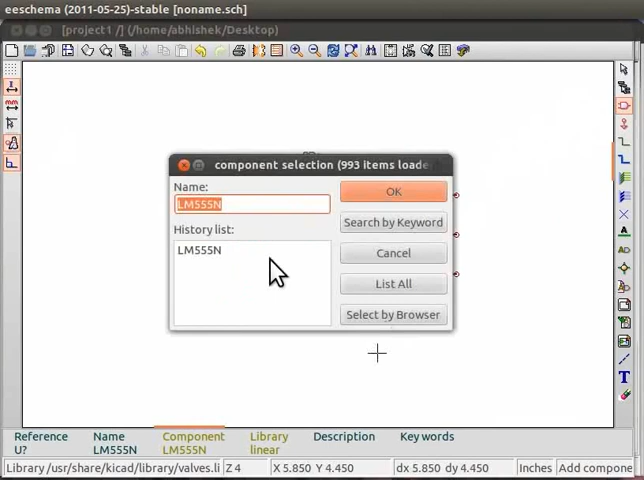 eeschema (2011-05-25)-stable [noname.sch]
[project1 /] (/home/abhishek/Desktop)
component selection (993 items loade
Name:
LM555N
OK
Search by Keyword
History list:
LM555N
Cancel
List All
Select by Browser
Reference Name Component Library Description Key words
U? LM555N LM555N linear
Library /usr/share/kicad/library/valves.li Z 4 X 5.850 Y 4.450 dx 5.850 dy 4.450 Inches Add compone